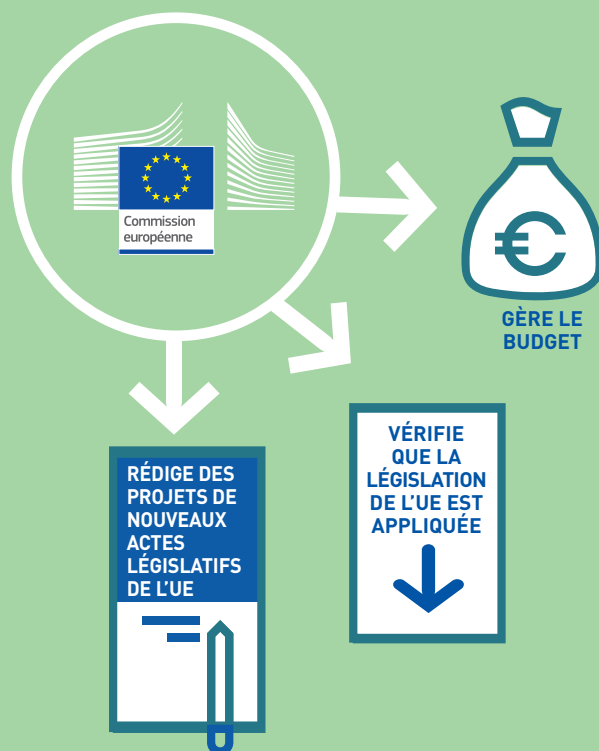 Commission
européenne
GÈRE LE
BUDGET
VÉRIFIE
QUE LA
LÉGISLATION
DE L'UE EST
APPLIQUÉE
RÉDIGE DES
PROJETS DE
NOUVEAUX
ACTES
LÉGISLATIFS
DE L'UE